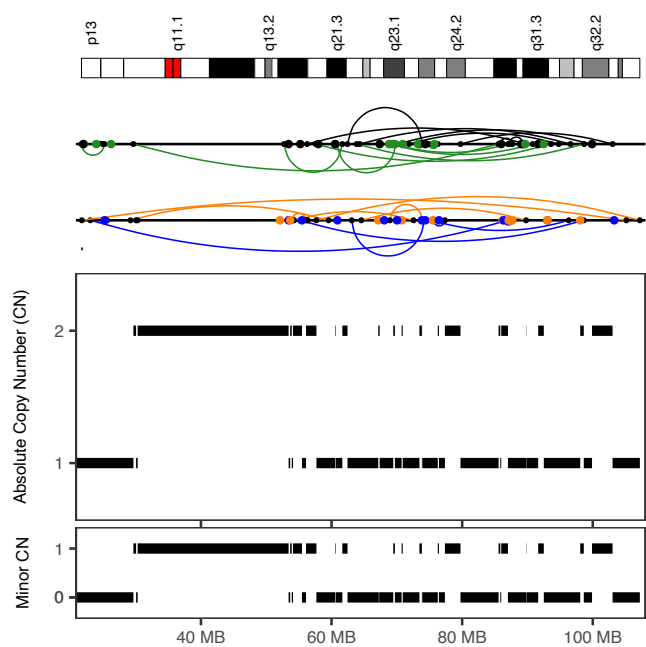 p13
q11.1
q13.2
q21.3
q23.1
q24.2
q31.3
q32.2
Absolute Copy Number (CN)
2
1
Minor CN
1
0
40 MB
60 MB
80 MB
100 MB